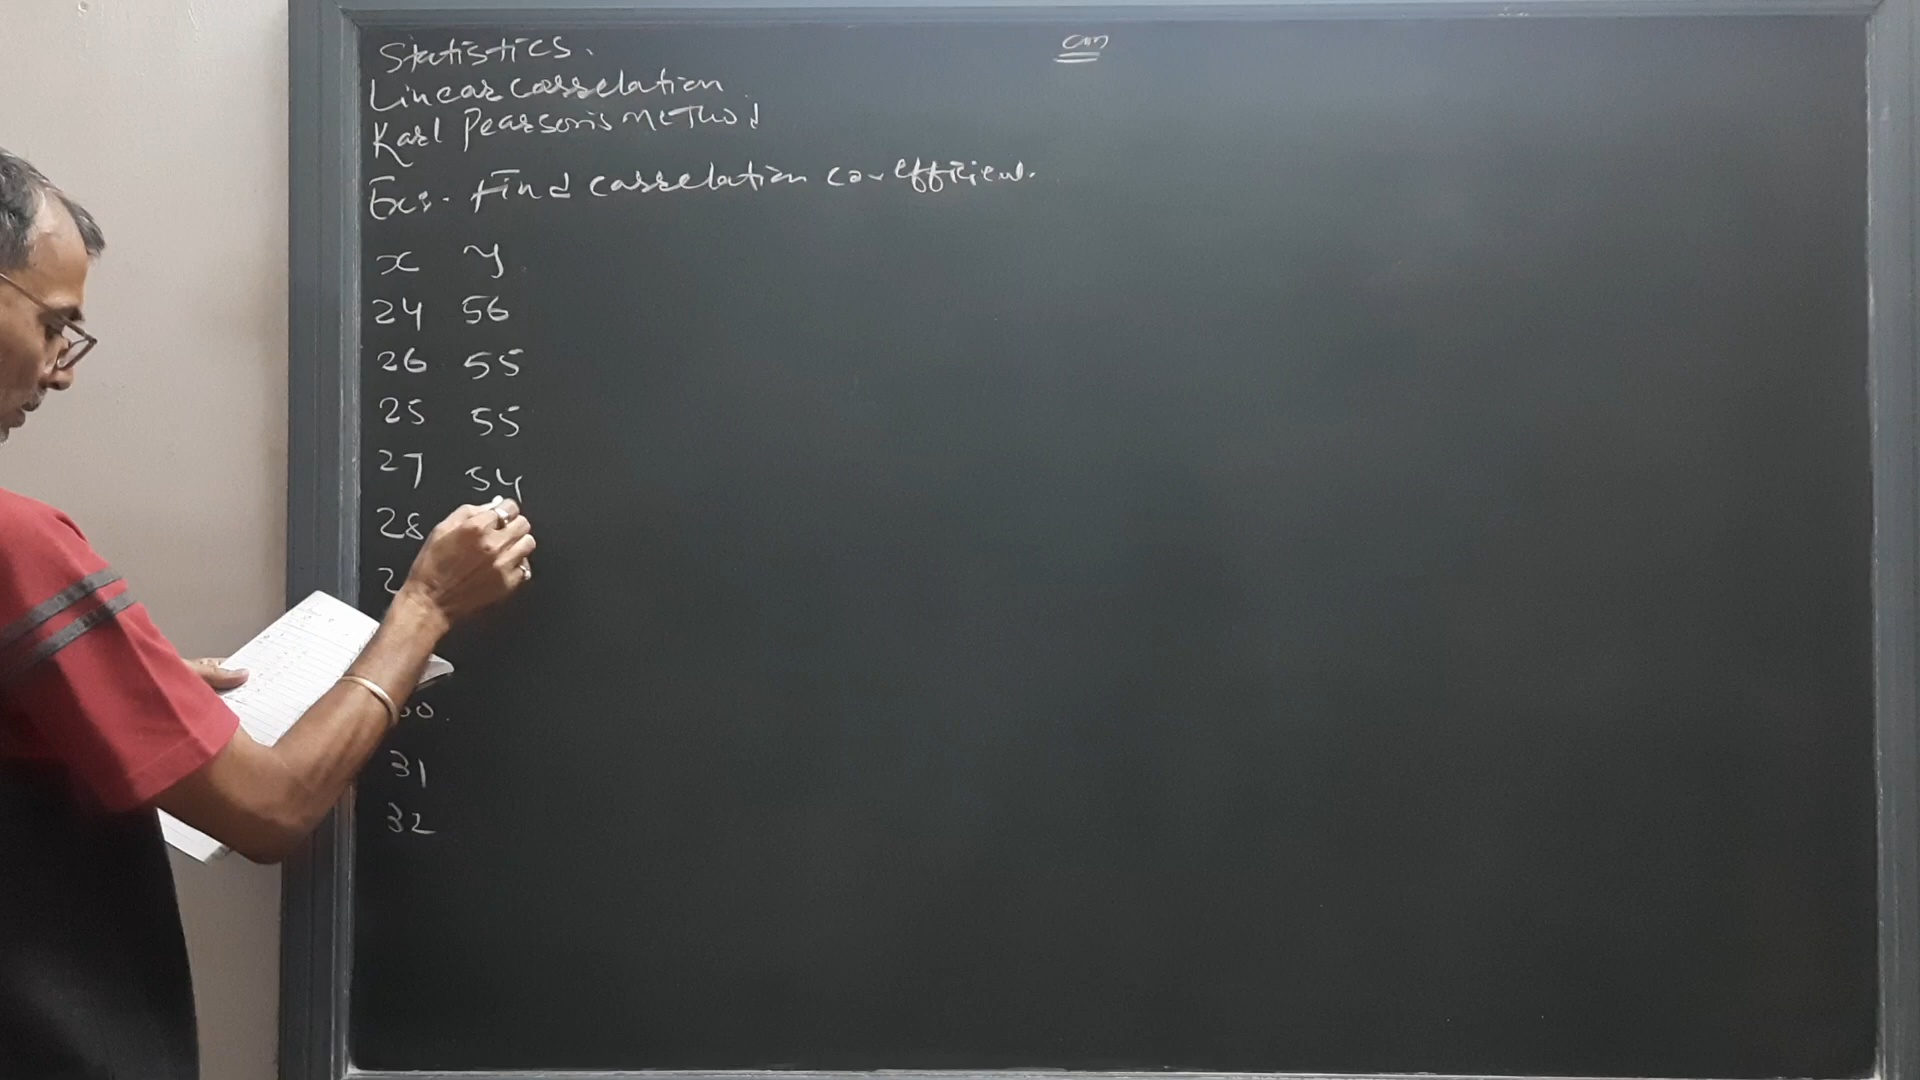 Statistics.
cm
Linear correlation
Karl Pearson's method
Ex:- Find correlation co-efficient.
x y
24 56
26 55
25 55
27 54
28
2
30
31
32